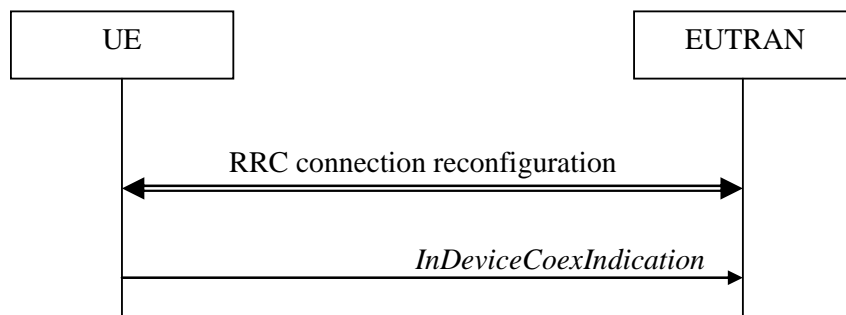 UE
EUTRAN
RRC connection reconfiguration
InDeviceCoexIndication